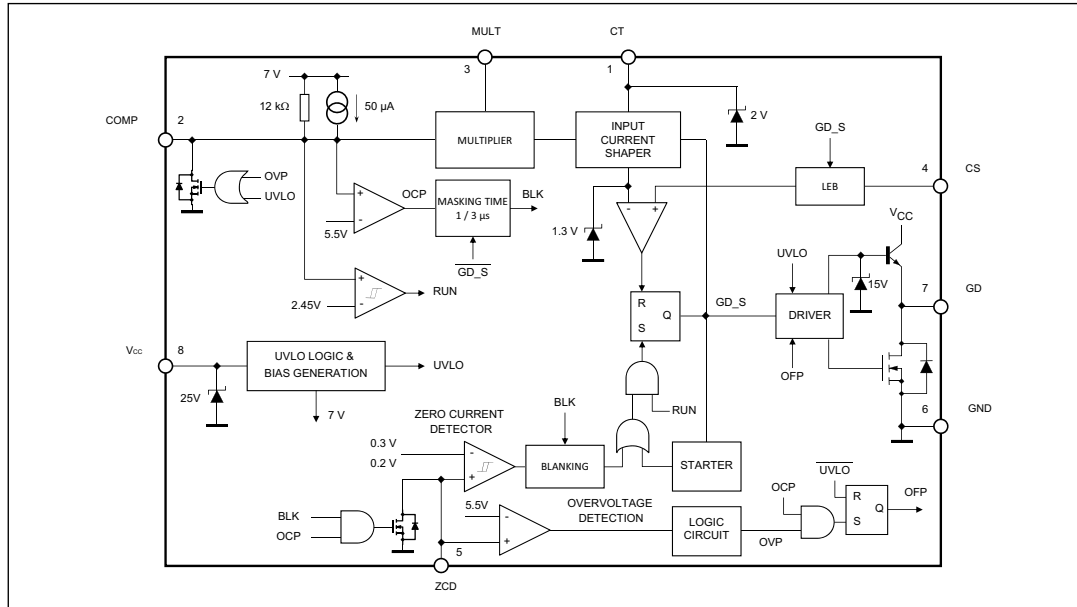 MULT
CT
3
1
7 V
12 kΩ
50 µA
2 V
COMP
2
MULTIPLIER
INPUT
CURRENT
SHAPER
GD_S
4
CS
LEB
OVP
UVLO
OCP
MASKING TIME
1 / 3 µs
BLK
+
-
5.5V
GD_S
1.3 V
-
+
VCC
UVLO
15V
7
GD
+
-
2.45V
RUN
R
S
Q
GD_S
DRIVER
OFP
Vcc
8
UVLO LOGIC &
BIAS GENERATION
UVLO
25V
7 V
RUN
6
GND
ZERO CURRENT
DETECTOR
BLK
0.3 V
0.2 V
-
+
BLANKING
STARTER
UVLO
OCP
R
S
Q
OFP
BLK
OCP
5.5V
-
+
OVERVOLTAGE
DETECTION
LOGIC
CIRCUIT
OVP
5
ZCD